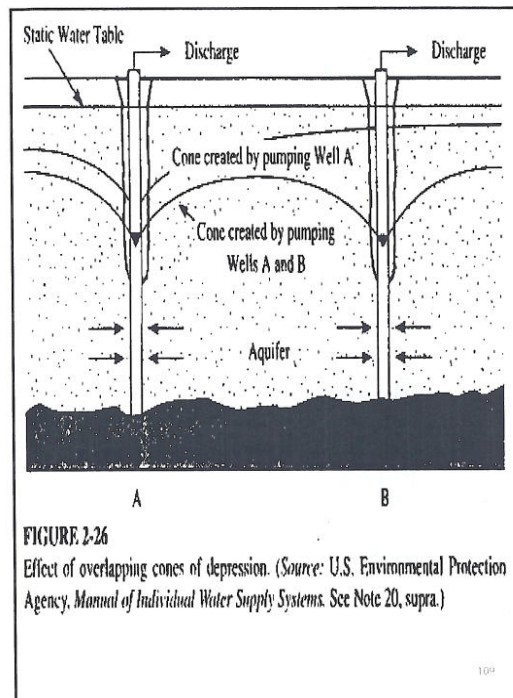 Static Water Table
Discharge
Discharge
Cone created by pumping Well A
Cone created by pumping
Wells A and B
Aquifer
A
B
FIGURE 2-26
Effect of overlapping cones of depression. (Source: U.S. Environmental Protection
Agency, Manual of Individual Water Supply Systems. See Note 20, supra.)
109